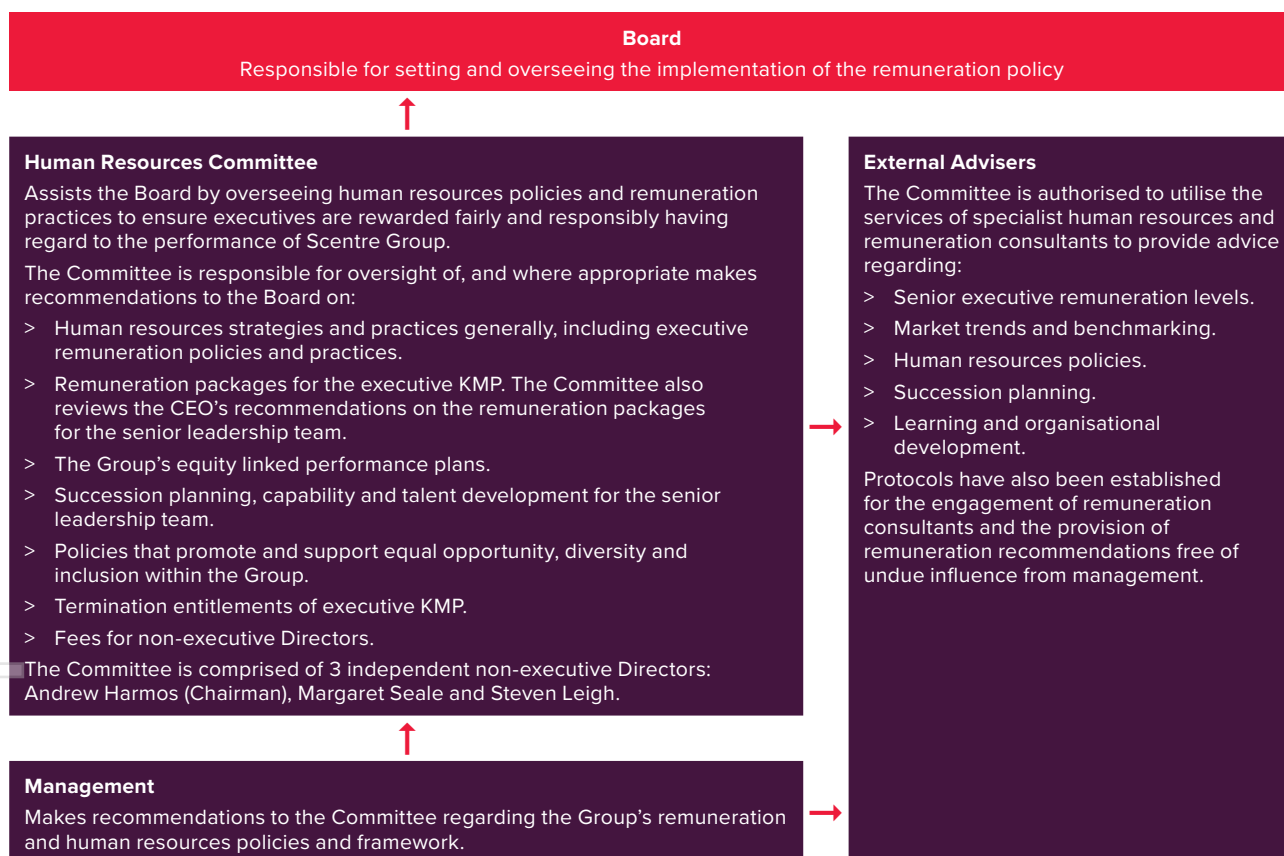 Board
Responsible for setting and overseeing the implementation of the remuneration policy
Human Resources Committee
Assists the Board by overseeing human resources policies and remuneration
practices to ensure executives are rewarded fairly and responsibly having
regard to the performance of Scentre Group.
The Committee is responsible for oversight of, and where appropriate makes
recommendations to the Board on:
> Human resources strategies and practices generally, including executive
remuneration policies and practices.
> Remuneration packages for the executive KMP. The Committee also
reviews the CEO’s recommendations on the remuneration packages
for the senior leadership team.
> The Group’s equity linked performance plans.
> Succession planning, capability and talent development for the senior
leadership team.
> Policies that promote and support equal opportunity, diversity and
inclusion within the Group.
> Termination entitlements of executive KMP.
> Fees for non-executive Directors.
The Committee is comprised of 3 independent non-executive Directors:
Andrew Harmos (Chairman), Margaret Seale and Steven Leigh.
External Advisers
The Committee is authorised to utilise the
services of specialist human resources and
remuneration consultants to provide advice
regarding:
> Senior executive remuneration levels.
> Market trends and benchmarking.
> Human resources policies.
> Succession planning.
> Learning and organisational
development.
Protocols have also been established
for the engagement of remuneration
consultants and the provision of
remuneration recommendations free of
undue influence from management.
Management
Makes recommendations to the Committee regarding the Group’s remuneration
and human resources policies and framework.